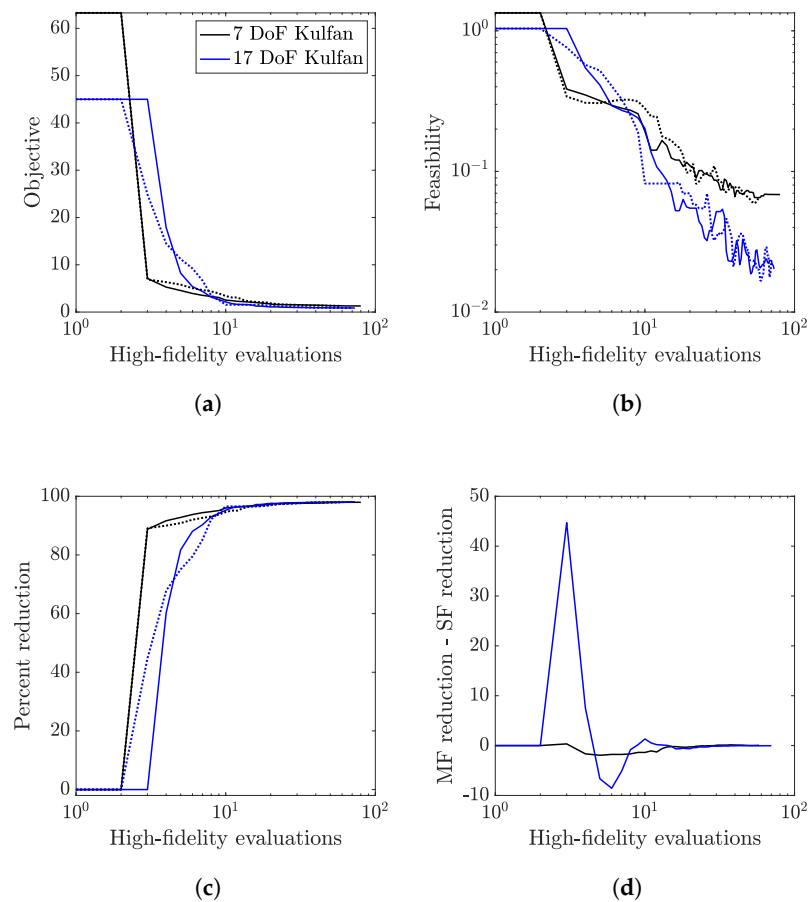 7 DoF Kulfan
17 DoF Kulfan
Objective
60
50
40
30
20
10
0
10^0
10^1
10^2
High-fidelity evaluations
(a)
Feasibility
10^0
10^-1
10^-2
10^0
10^1
10^2
High-fidelity evaluations
(b)
Percent reduction
100
80
60
40
20
0
10^0
10^1
10^2
High-fidelity evaluations
(c)
MF reduction - SF reduction
50
40
30
20
10
0
-10
10^0
10^1
10^2
High-fidelity evaluations
(d)